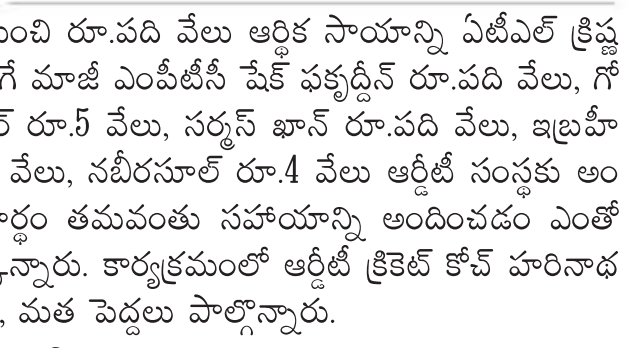 ంచి రూ.పది వేలు ఆర్థిక సాయాన్ని ఏటీఎల్ క్రిష్ణ
గే మాజీ ఎంపీటీసీ షేక్ ఫకృద్దీన్ రూ.పది వేలు, గో
ర్ రూ.5 వేలు, సర్మస్ ఖాన్ రూ.పది వేలు, ఇబ్రహీ
వేలు, నబీరసూల్ రూ.4 వేలు ఆర్డీటీ సంస్థకు అం
ర్థం తమవంతు సహాయాన్ని అందించడం ఎంతో
న్నారు. కార్యక్రమంలో ఆర్డీటీ క్రికెట్ కోచ్ హరినాథ
, మత పెద్దలు పాల్గొన్నారు.